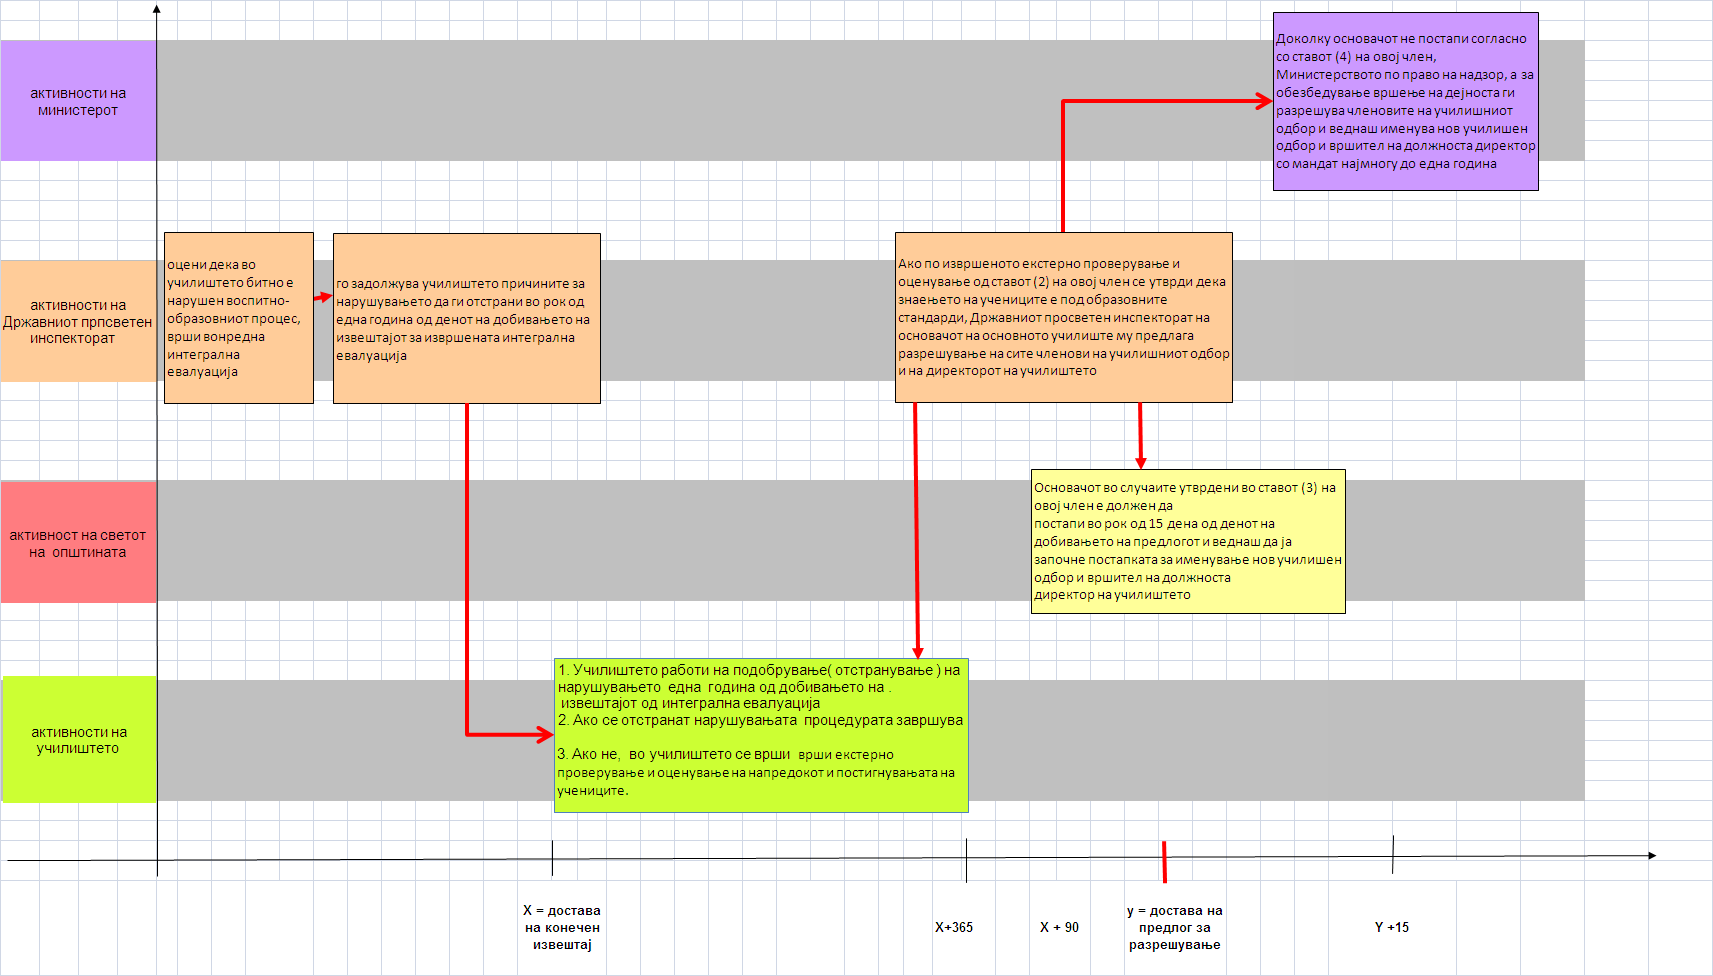 Доколку основачот не постапи согласно
со ставот (4) на овој член,
Министерството по право на надзор, а за
обезбедување вршење на дејноста ги
разрешува членовите на училишниот
одбор и веднаш именува нов училишен
одбор и вршител на должноста директор
со мандат најмногу до една година
активности на
министерот
оцени дека во
училиштето битно е
нарушен воспитно-
образовниот процес,
врши вонредна
интегрална
евалуација
го задолжува училиштето причините за
нарушувањето да ги отстрани во рок од
една година од денот на добивањето на
извештајот за извршената интегрална
евалуација
Ако по извршеното екстерно проверување и
оценување од ставот (2) на овој член се утврди дека
знаењето на учениците е под образовните
стандарди, Државниот просветен инспекторат на
основачот на основното училиште му предлага
разрешување на сите членови на училишниот одбор
и на директорот на училиштето
активности на
Државниот прпсветен
инспекторат
Основачот во случаите утврдени во ставот (3) на
овој член е должен да
постапи во рок од 15 дена од денот на
добивањето на предлогот и веднаш да ја
започне постапката за именување нов училишен
одбор и вршител на должноста
директор на училиштето
активност на светот
на општината
1. Училиштето работи на подобрување( отстранување ) на
нарушувањето една година од добивањето на .
извештајот од интегрална евалуација
2. Ако се отстранат нарушувањата процедурата завршува
3. Ако не, во училиштето се врши врши екстерно
проверување и оценување на напредокот и постигнувањата на
учениците.
активности на
училиштето
X = достава
на конечен
извештај
X+365
X + 90
y = достава на
предлог за
разрешување
Y +15